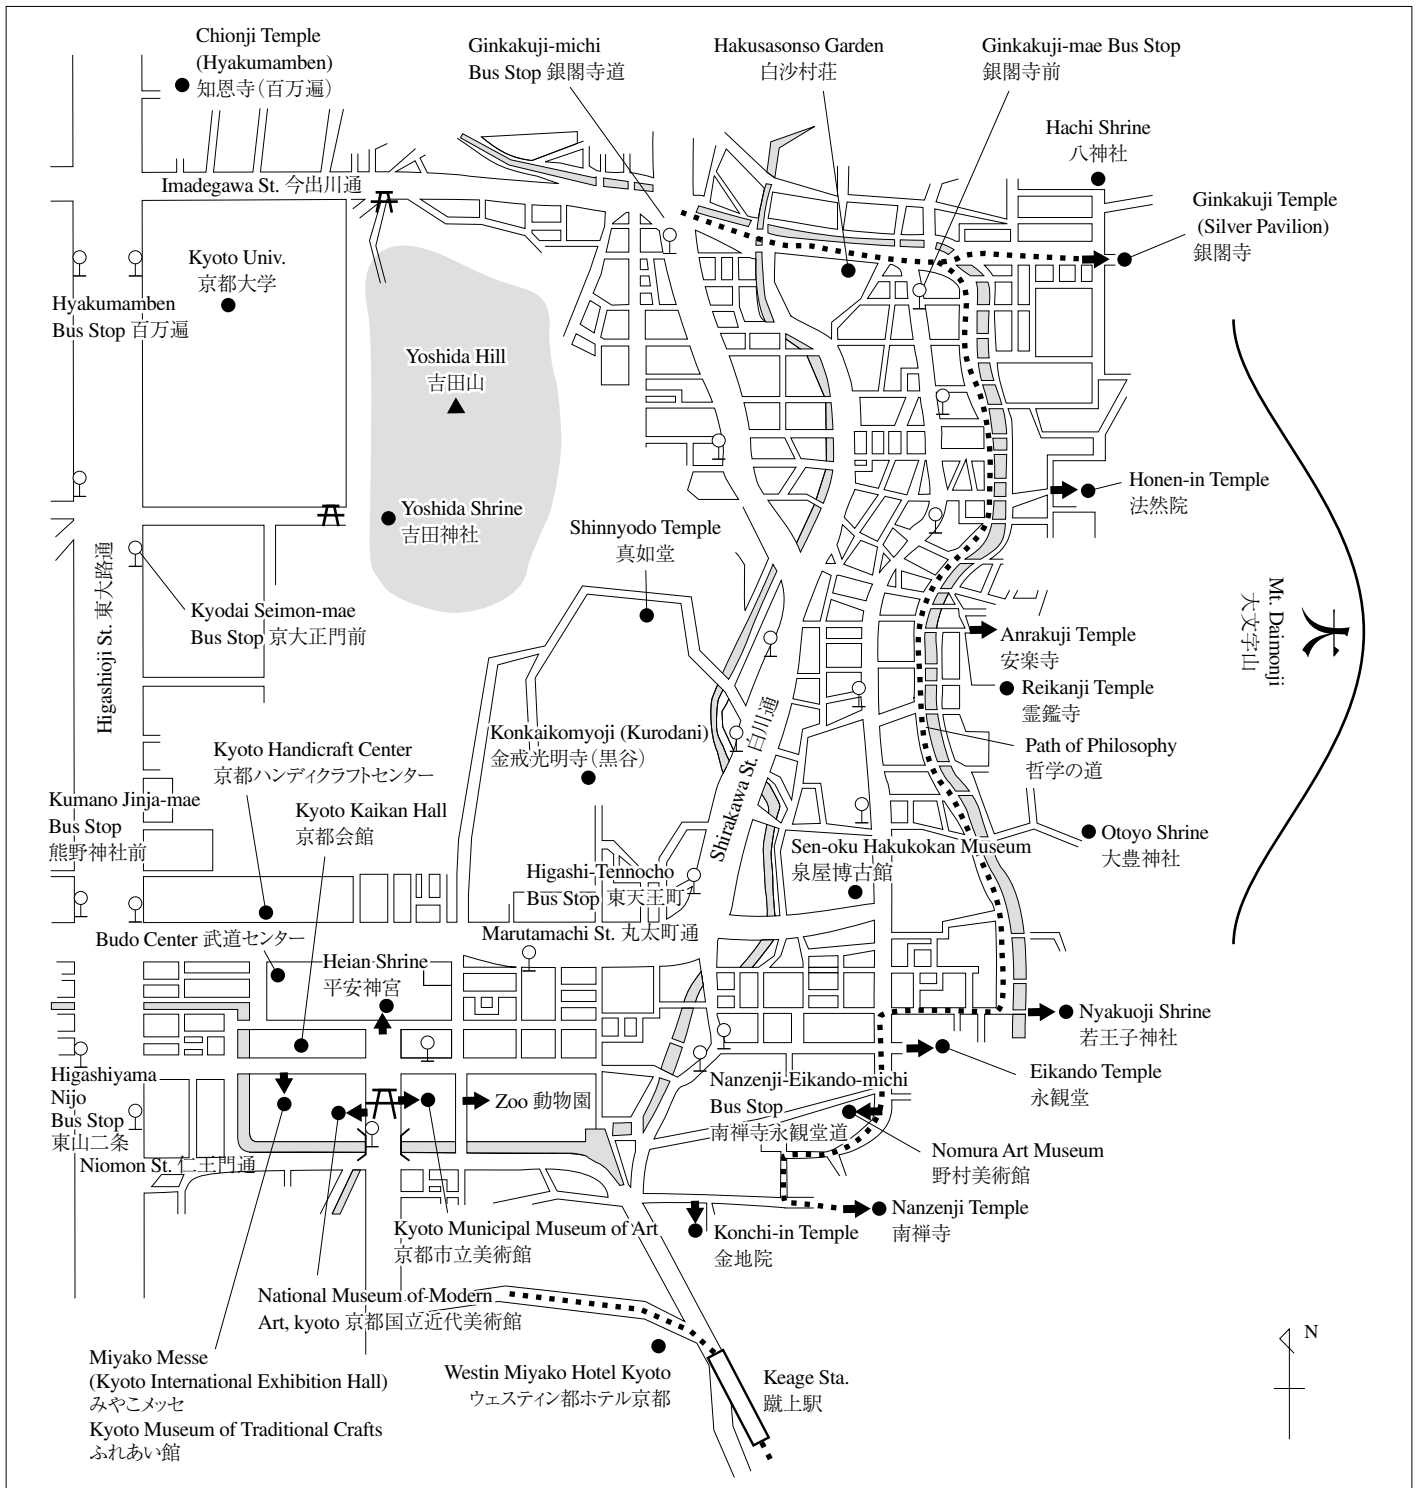 Chionji Temple
(Hyakumamben)
知恩寺(百万遍)
Ginkakuji-michi
Bus Stop 銀閣寺道
Hakusasonso Garden
白沙村荘
Ginkakuji-mae Bus Stop
銀閣寺前
Hachi Shrine
八神社
Imadegawa St. 今出川通
Ginkakuji Temple
(Silver Pavilion)
銀閣寺
Kyoto Univ.
京都大学
Hyakumamben
Bus Stop 百万遍
Yoshida Hill
吉田山
Honen-in Temple
法然院
Yoshida Shrine
吉田神社
Shinnyodo Temple
真如堂
Higashioji St. 東大路通
Kyodai Seimon-mae
Bus Stop 京大正門前
Mt. Daimonji
大文字山
大
Anrakuji Temple
安楽寺
Reikanji Temple
霊鑑寺
Konkaikomyoji (Kurodani)
金戒光明寺(黒谷)
Shirakawa St. 白川通
Path of Philosophy
哲学の道
Kyoto Handicraft Center
京都ハンディクラフトセンター
Kumano Jinja-mae
Bus Stop
熊野神社前
Kyoto Kaikan Hall
京都会館
Otoyo Shrine
大豊神社
Sen-oku Hakukokan Museum
泉屋博古館
Higashi-Tennocho
Bus Stop 東天王町
Budo Center 武道センター
Marutamachi St. 丸太町通
Heian Shrine
平安神宮
Nyakuoji Shrine
若王子神社
Higashiyama
Nijo
Bus Stop
東山二条
Nanzenji-Eikando-michi
Bus Stop
南禅寺永観堂道
Eikando Temple
永観堂
Zoo 動物園
Niomon St. 仁王門通
Nomura Art Museum
野村美術館
Kyoto Municipal Museum of Art
京都市立美術館
Konchi-in Temple
金地院
Nanzenji Temple
南禅寺
National Museum of Modern
Art, kyoto 京都国立近代美術館
Miyako Messe
(Kyoto International Exhibition Hall)
みやこメッセ
Kyoto Museum of Traditional Crafts
ふれあい館
Westin Miyako Hotel Kyoto
ウェスティン都ホテル京都
Keage Sta.
蹴上駅
N